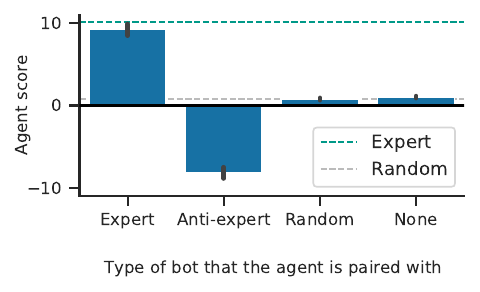 10
0
−10
Agent score
Expert
Random
Expert Anti-expert Random None
Type of bot that the agent is paired with